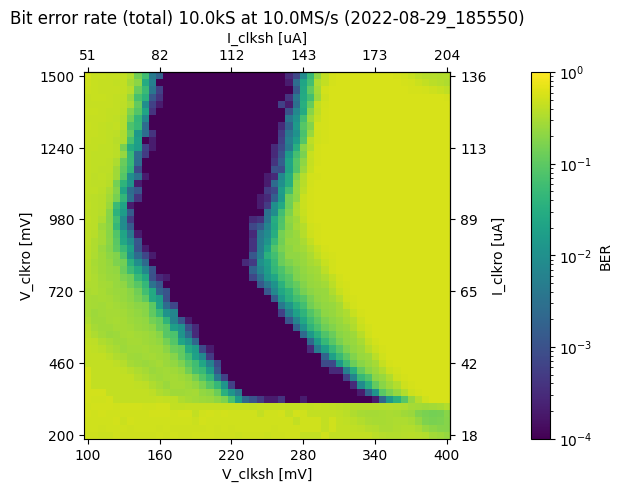 Bit error rate (total) 10.0kS at 10.0MS/s (2022-08-29_185550)
I_clksh [uA]
51 82 112 143 173 204
1500 1240 980 720 460 200
V_clkro [mV]
136 113 89 65 42 18
I_clkro [uA]
100 160 220 280 340 400
V_clksh [mV]
10^0 10^-1 10^-2 10^-3 10^-4
BER